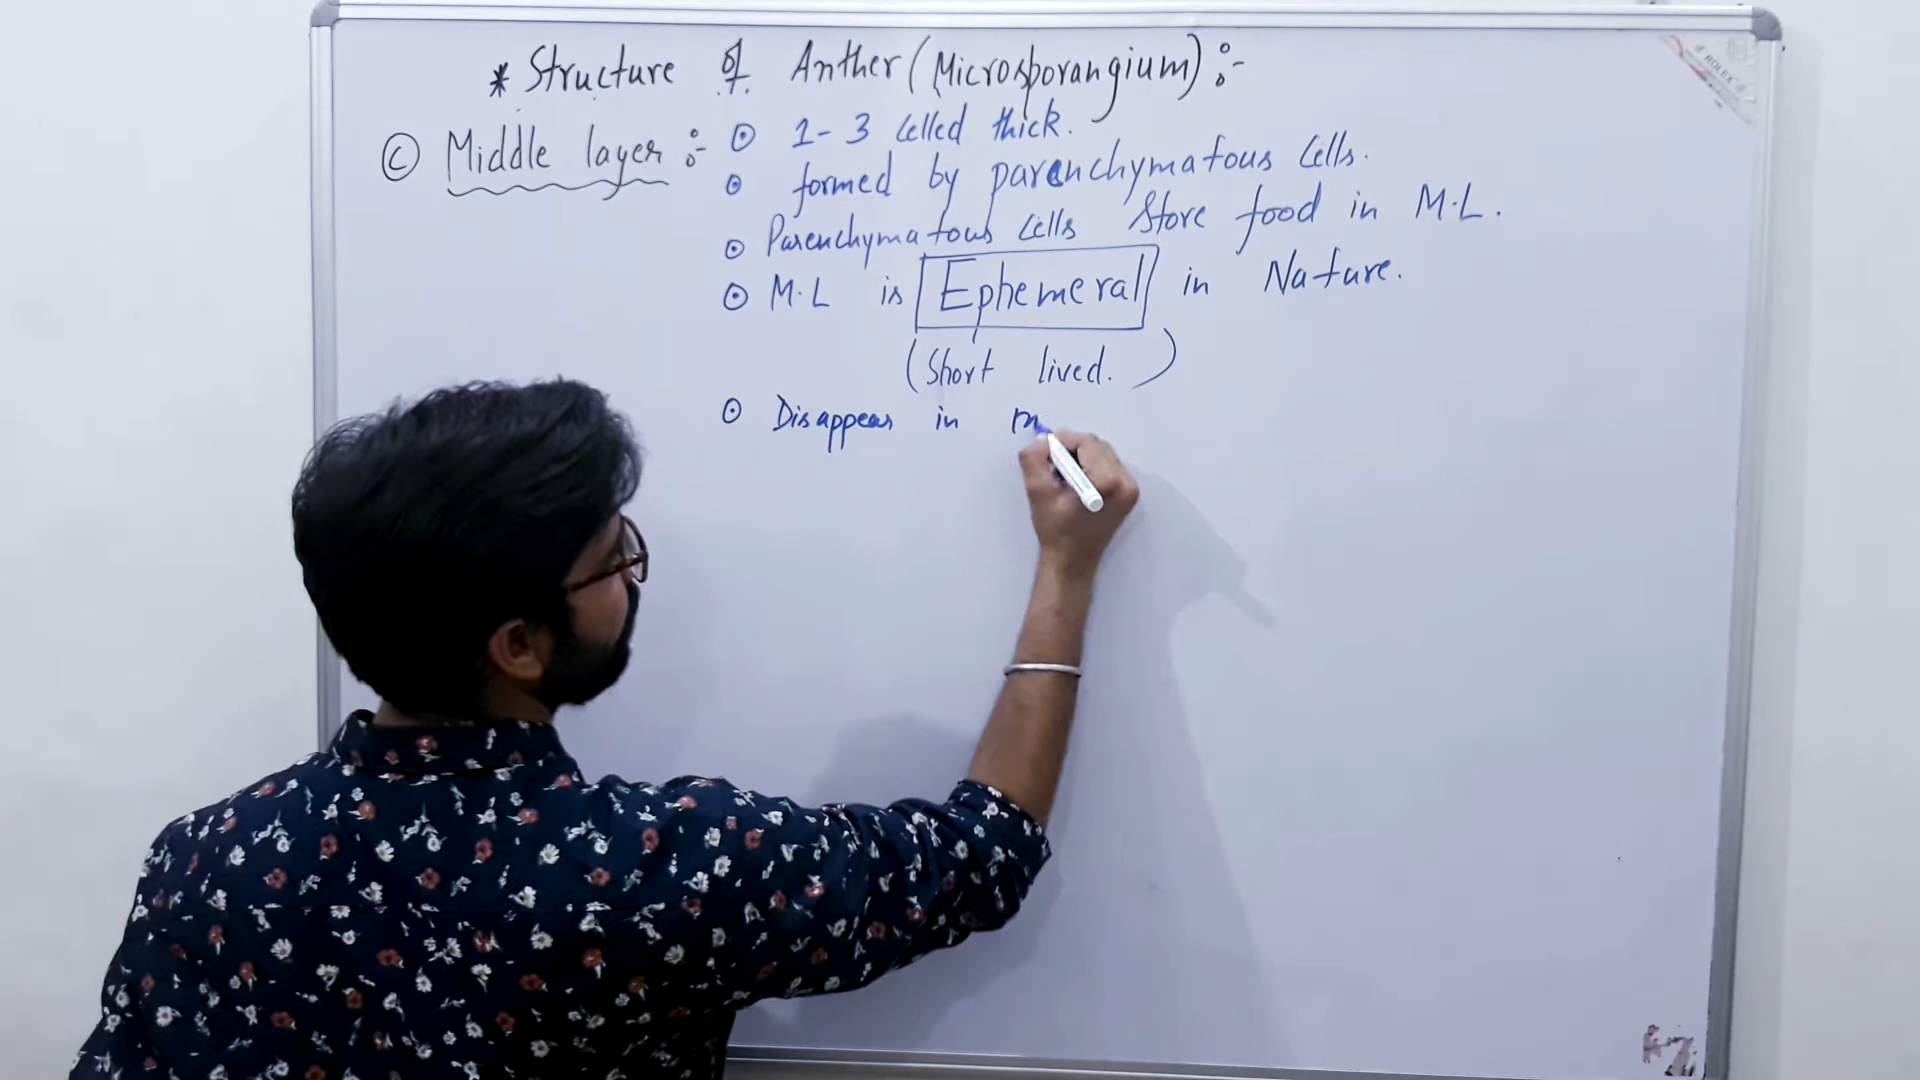 * Structure of Anther (Microsporangium) :-
© Middle layer :- ⊙ 1-3 Celled thick.
⊙ formed by parenchymatous Cells.
⊙ Parenchymatous Cells Store food in M.L.
⊙ M.L is Ephemeral in Nature.
(Short lived.)
⊙ Disappear in m
ROLEX